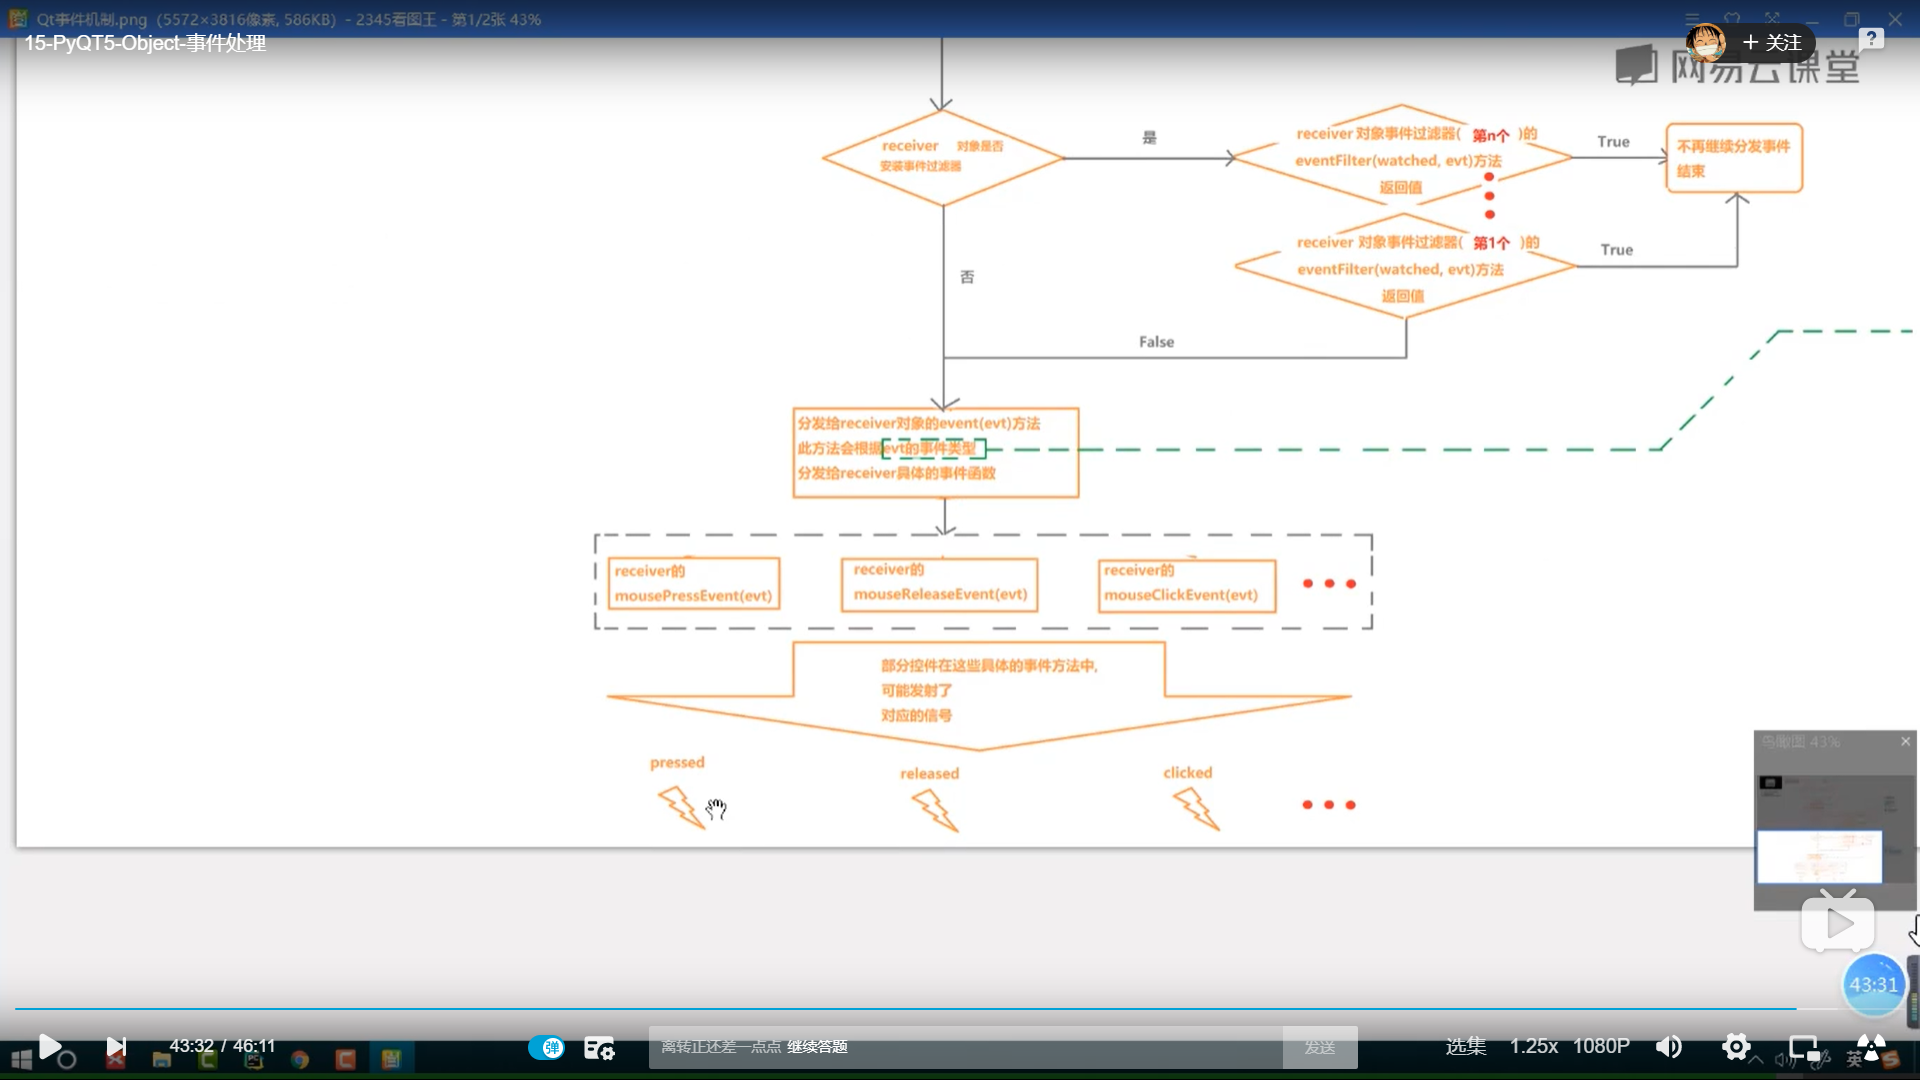 Qt事件机制.png (5572×3816像素, 586KB) - 2345看图王 - 第1/2张 43%
15-PyQT5-Object-事件处理
+ 关注
?
网易云课堂
receiver 对象是否
安装事件过滤器
是
receiver 对象事件过滤器( 第n个 )的
eventFilter(watched, evt)方法
返回值
True
不再继续分发事件
结束
receiver 对象事件过滤器( 第1个 )的
eventFilter(watched, evt)方法
返回值
True
否
False
分发给receiver对象的event(evt)方法
此方法会根据evt的事件类型
分发给receiver具体的事件函数
receiver的
mousePressEvent(evt)
receiver的
mouseReleaseEvent(evt)
receiver的
mouseClickEvent(evt)
部分控件在这些具体的事件方法中,
可能发射了
对应的信号
pressed
released
clicked
鸟瞰图 43%
43:31
43:32 / 46:11
弹
离转正还差一点点 继续答题
发送
选集
1.25x
1080P
英